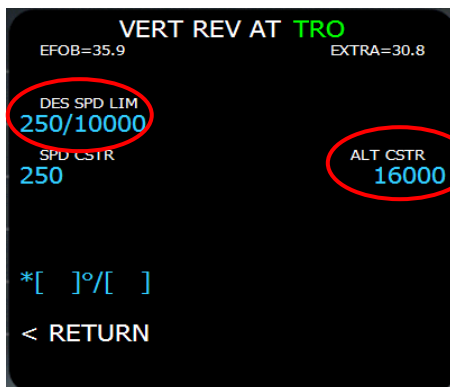 VERT REV AT TRO
EFOB=35.9 EXTRA=30.8
DES SPD LIM
250/10000
SPD CSTR ALT CSTR
250 16000
*[ ]°/[ ]
< RETURN